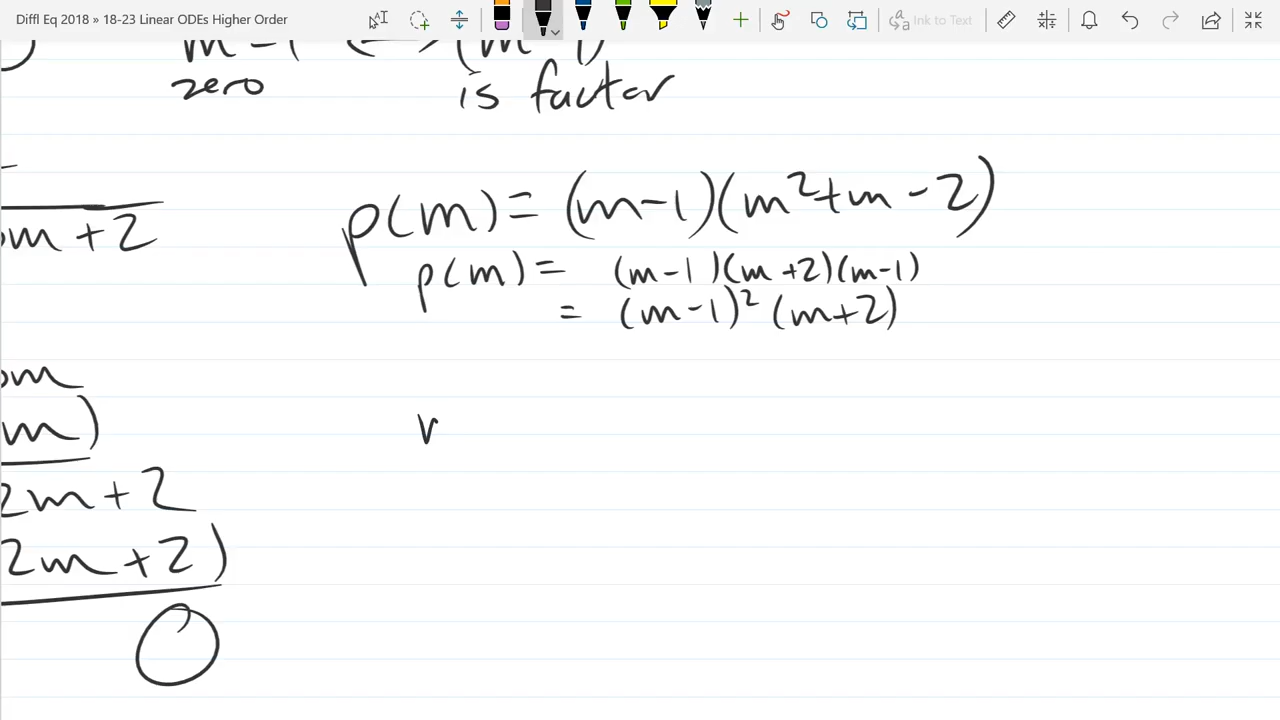 Diffl Eq 2018 » 18-23 Linear ODEs Higher Order
Ink to Text
zero
is factor
p(m) = (m-1)(m²+m-2)
m+2
p(m) = (m-1)(m+2)(m-1)
= (m-1)²(m+2)
m
m)
2m+2
2m+2)
0